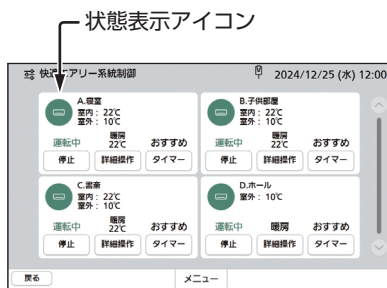 状態表示アイコン
快適エアリー系統制御 2024/12/25 (水) 12:00
A.寝室
室内： 22℃
室外： 10℃
運転中 暖房 22℃ おすすめ
停止 詳細操作 タイマー
B.子供部屋
室内： 22℃
室外： 10℃
運転中 暖房 22℃ おすすめ
停止 詳細操作 タイマー
C.書斎
室内： 22℃
室外： 10℃
運転中 暖房 22℃ おすすめ
停止 詳細操作 タイマー
D.ホール
室外： 10℃
運転中 暖房 おすすめ
停止 詳細操作 タイマー
戻る メニュー